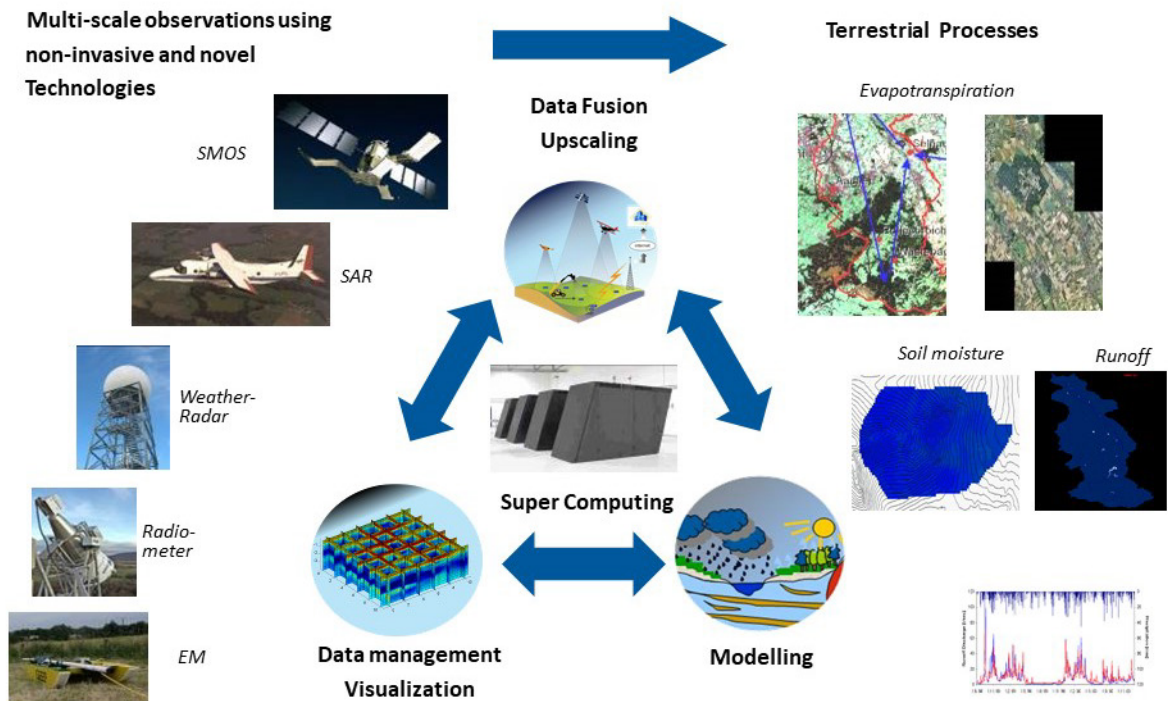 Multi-scale observations using
non-invasive and novel
Technologies
Terrestrial Processes
Data Fusion
Upscaling
Evapotranspiration
SMOS
SAR
Weather-
Radar
Radio-
meter
EM
Super Computing
Data management
Visualization
Modelling
Soil moisture
Runoff